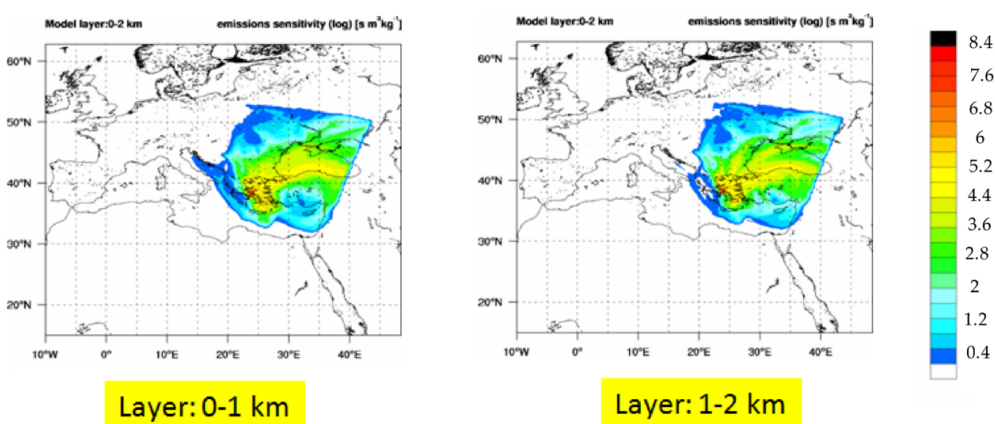 Model layer:0-2 km emissions sensitivity (log) [s m³kg⁻¹]
60°N
50°N
40°N
30°N
20°N
10°W 0° 10°E 20°E 30°E 40°E
Layer: 0-1 km
Model layer:0-2 km emissions sensitivity (log) [s m³kg⁻¹]
60°N
50°N
40°N
30°N
20°N
10°W 0° 10°E 20°E 30°E 40°E
Layer: 1-2 km
8.4
7.6
6.8
6
5.2
4.4
3.6
2.8
2
1.2
0.4